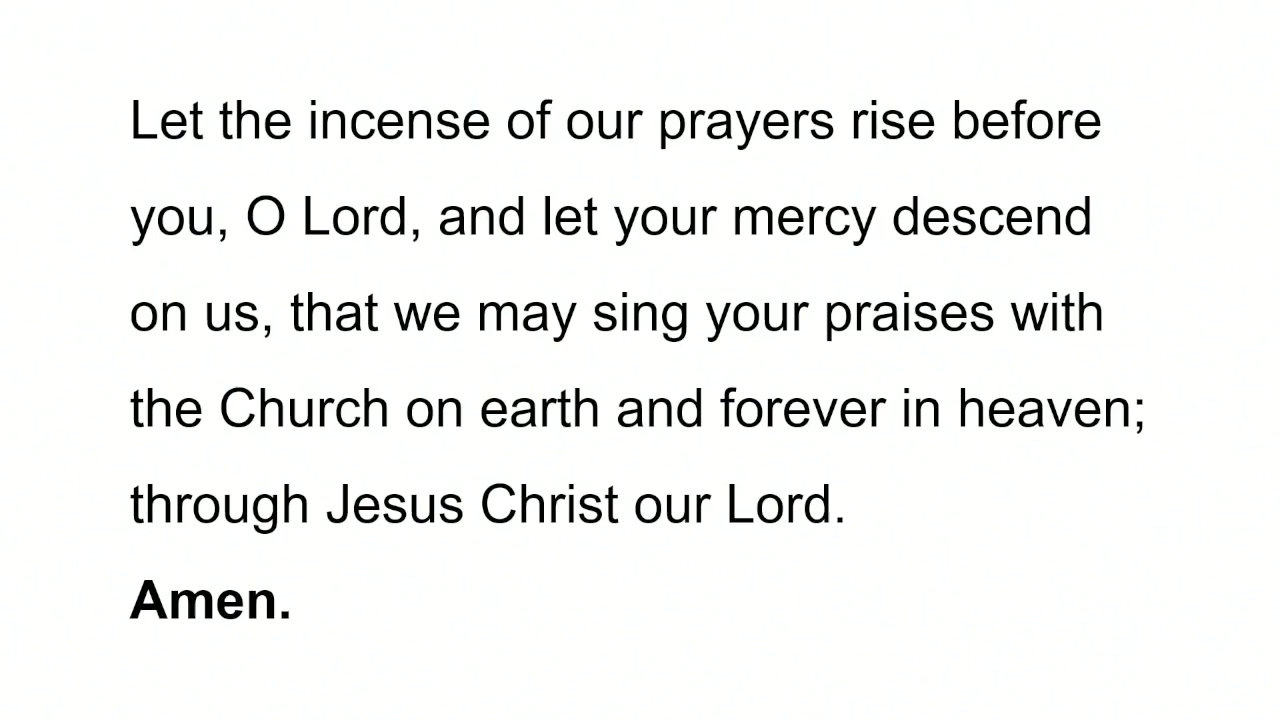 Let the incense of our prayers rise before
you, O Lord, and let your mercy descend
on us, that we may sing your praises with
the Church on earth and forever in heaven;
through Jesus Christ our Lord.
Amen.